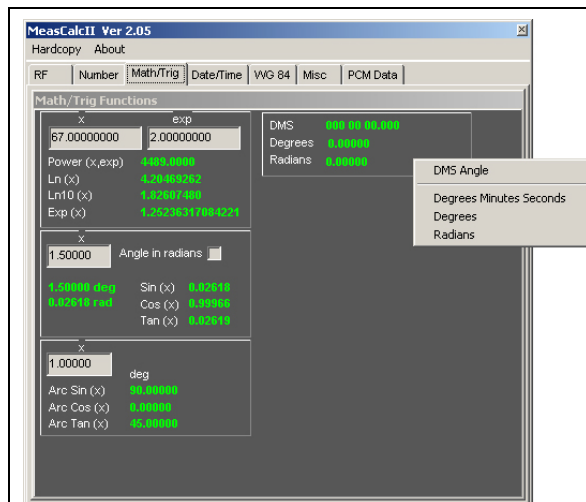 MeasCalcII Ver 2.05
Hardcopy About
RF Number Math/Trig Date/Time WG 84 Misc PCM Data
Math/Trig Functions
x exp
67.00000000 2.00000000
Power (x,exp) 4489.0000
Ln (x) 4.20469262
Ln10 (x) 1.82607480
Exp (x) 1.25236317084221
x
1.50000 Angle in radians
1.50000 deg Sin (x) 0.02618
0.02618 rad Cos (x) 0.99966
Tan (x) 0.02619
x
1.00000 deg
Arc Sin (x) 90.00000
Arc Cos (x) 0.00000
Arc Tan (x) 45.00000
DMS 000 00 00.000
Degrees 0.00000
Radians 0.00000
DMS Angle
Degrees Minutes Seconds
Degrees
Radians